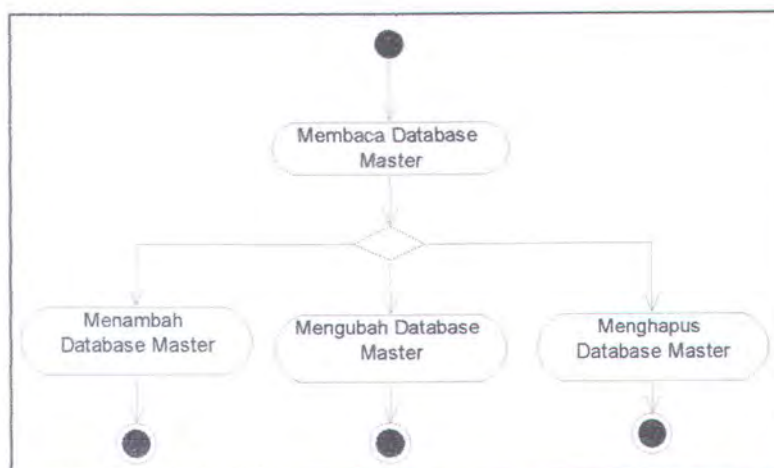 Membaca Database
Master
Menambah
Database Master
Mengubah Database
Master
Menghapus
Database Master